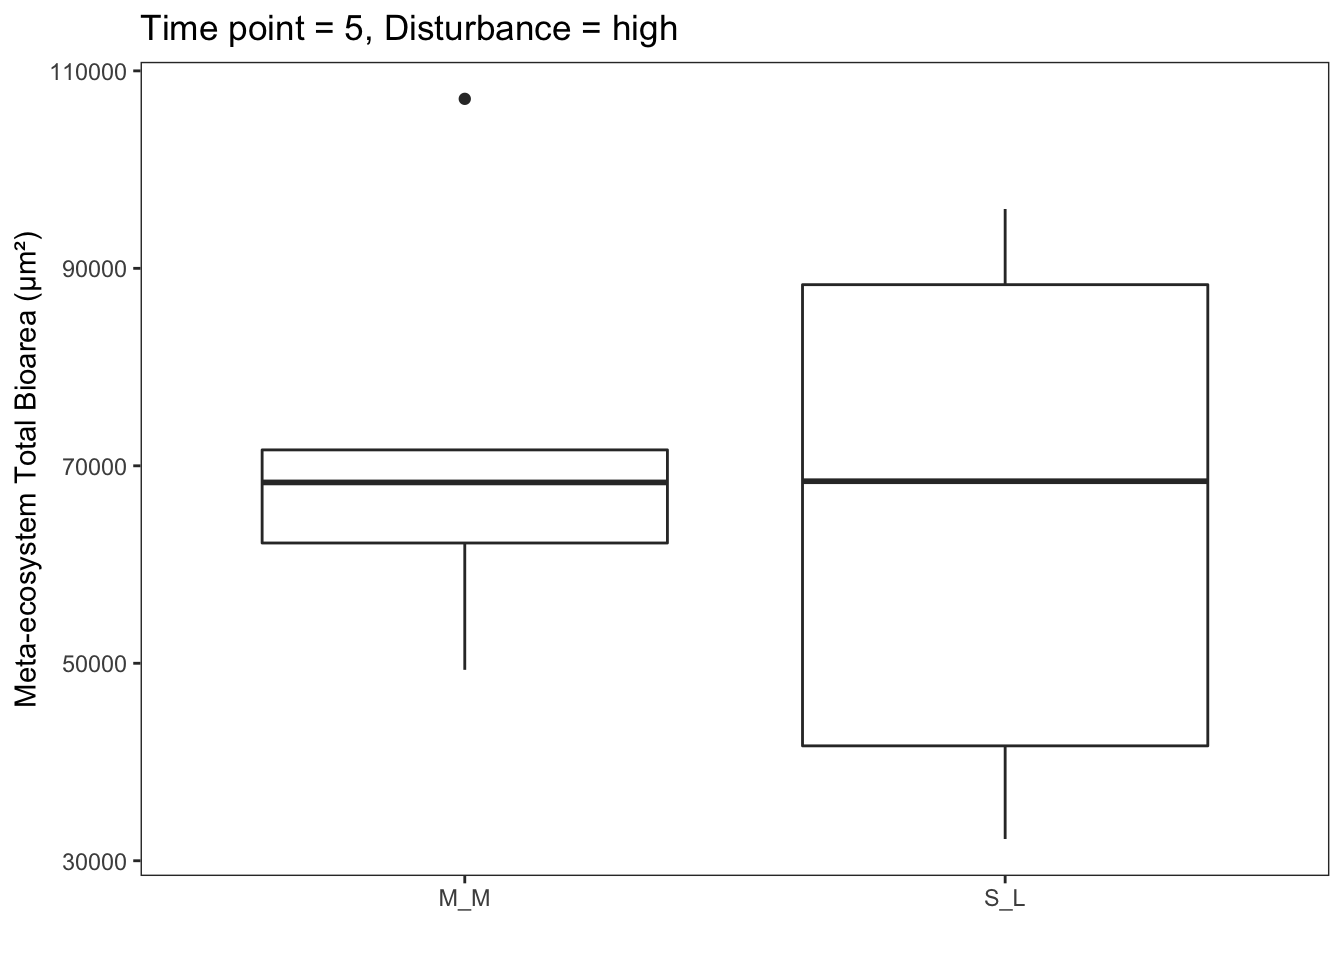 Time point = 5, Disturbance = high
Meta-ecosystem Total Bioarea (µm²)
110000
90000
70000
50000
30000
M_M
S_L